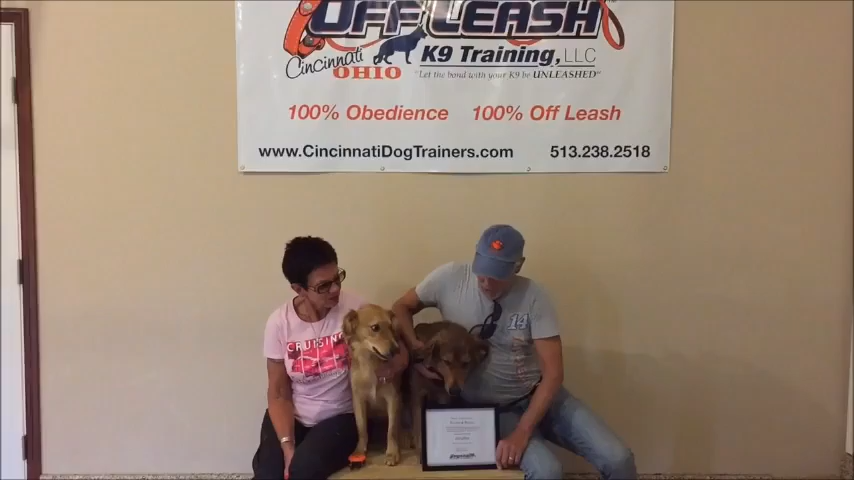 OFF LEASH
Cincinnati
OHIO
K9 Training, LLC
"Let the bond with your K9 be UNLEASHED"
100% Obedience 100% Off Leash
www.CincinnatiDogTrainers.com 513.238.2518
CRUISING
14